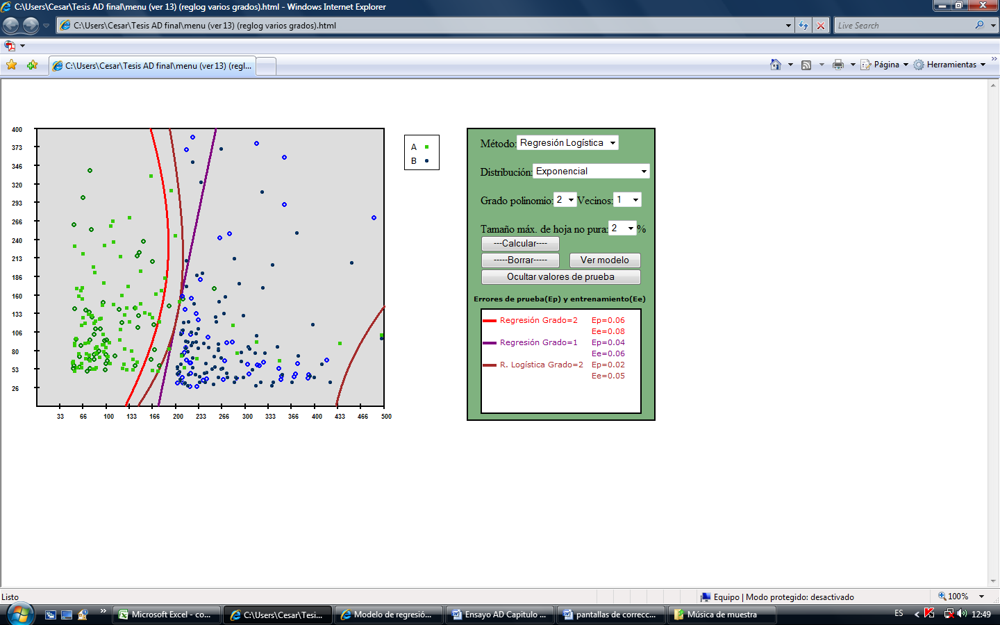 C:\Users\Cesar\Tesis AD final\menu (ver 13) (reglog varios grados).html - Windows Internet Explorer
C:\Users\Cesar\Tesis AD final\menu (ver 13) (reglog varios grados).html
Live Search
C:\Users\Cesar\Tesis AD final\menu (ver 13) (regl...
Página
Herramientas
400
373
346
320
293
266
240
213
186
160
133
106
80
53
26
33 66 100 133 166 200 233 266 300 333 366 400 433 466 500
A
B
Método: Regresión Logística
Distribución: Exponencial
Grado polinomio: 2 Vecinos: 1
Tamaño máx. de hoja no pura: 2 %
---Calcular----
-----Borrar----- Ver modelo
Ocultar valores de prueba
Errores de prueba(Ep) y entrenamiento(Ee)
Regresión Grado=2 Ep=0.06
Ee=0.08
Regresión Grado=1 Ep=0.04
Ee=0.06
R. Logística Grado=2 Ep=0.02
Ee=0.05
Listo
Equipo | Modo protegido: desactivado
100%
Microsoft Excel - co...
C:\Users\Cesar\Tesi...
Modelo de regresió...
Ensayo AD Capitulo ...
pantallas de correcc...
Música de muestra
ES
12:49